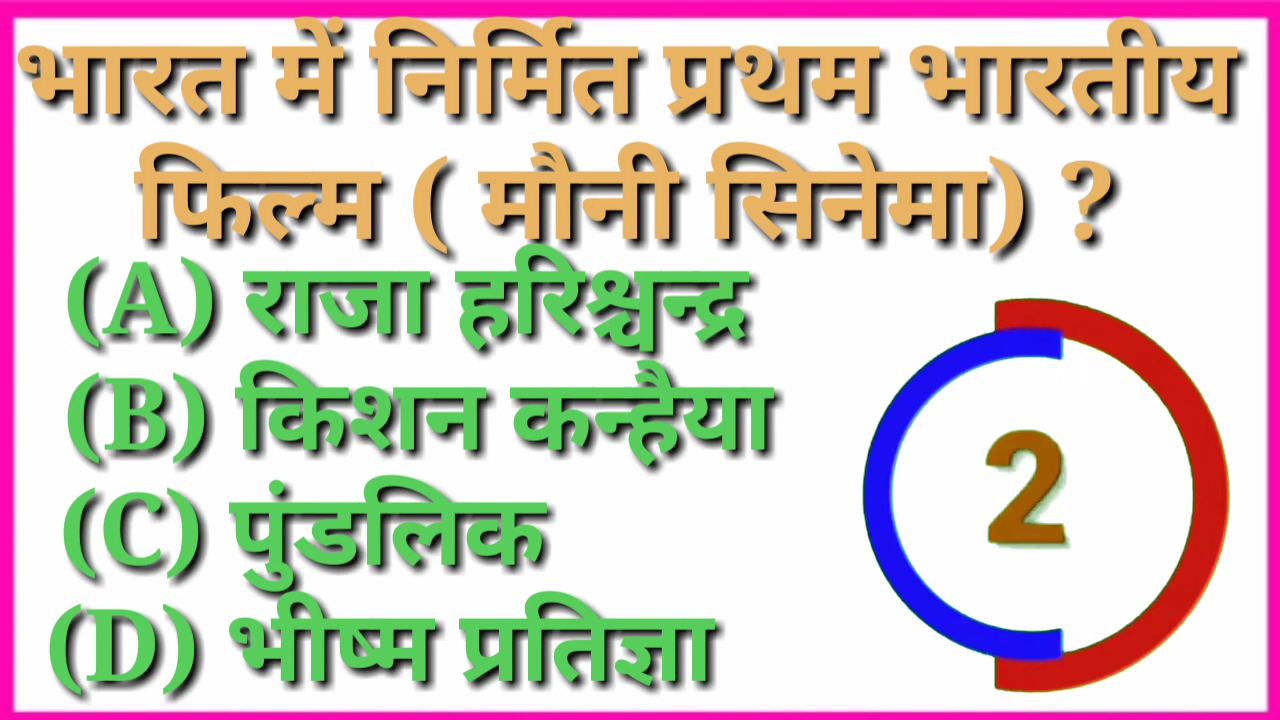 भारत में निर्मित प्रथम भारतीय
फिल्म ( मौनी सिनेमा) ?
(A) राजा हरिश्चन्द्र
(B) किशन कन्हैया
(C) पुंडलिक
(D) भीष्म प्रतिज्ञा
2